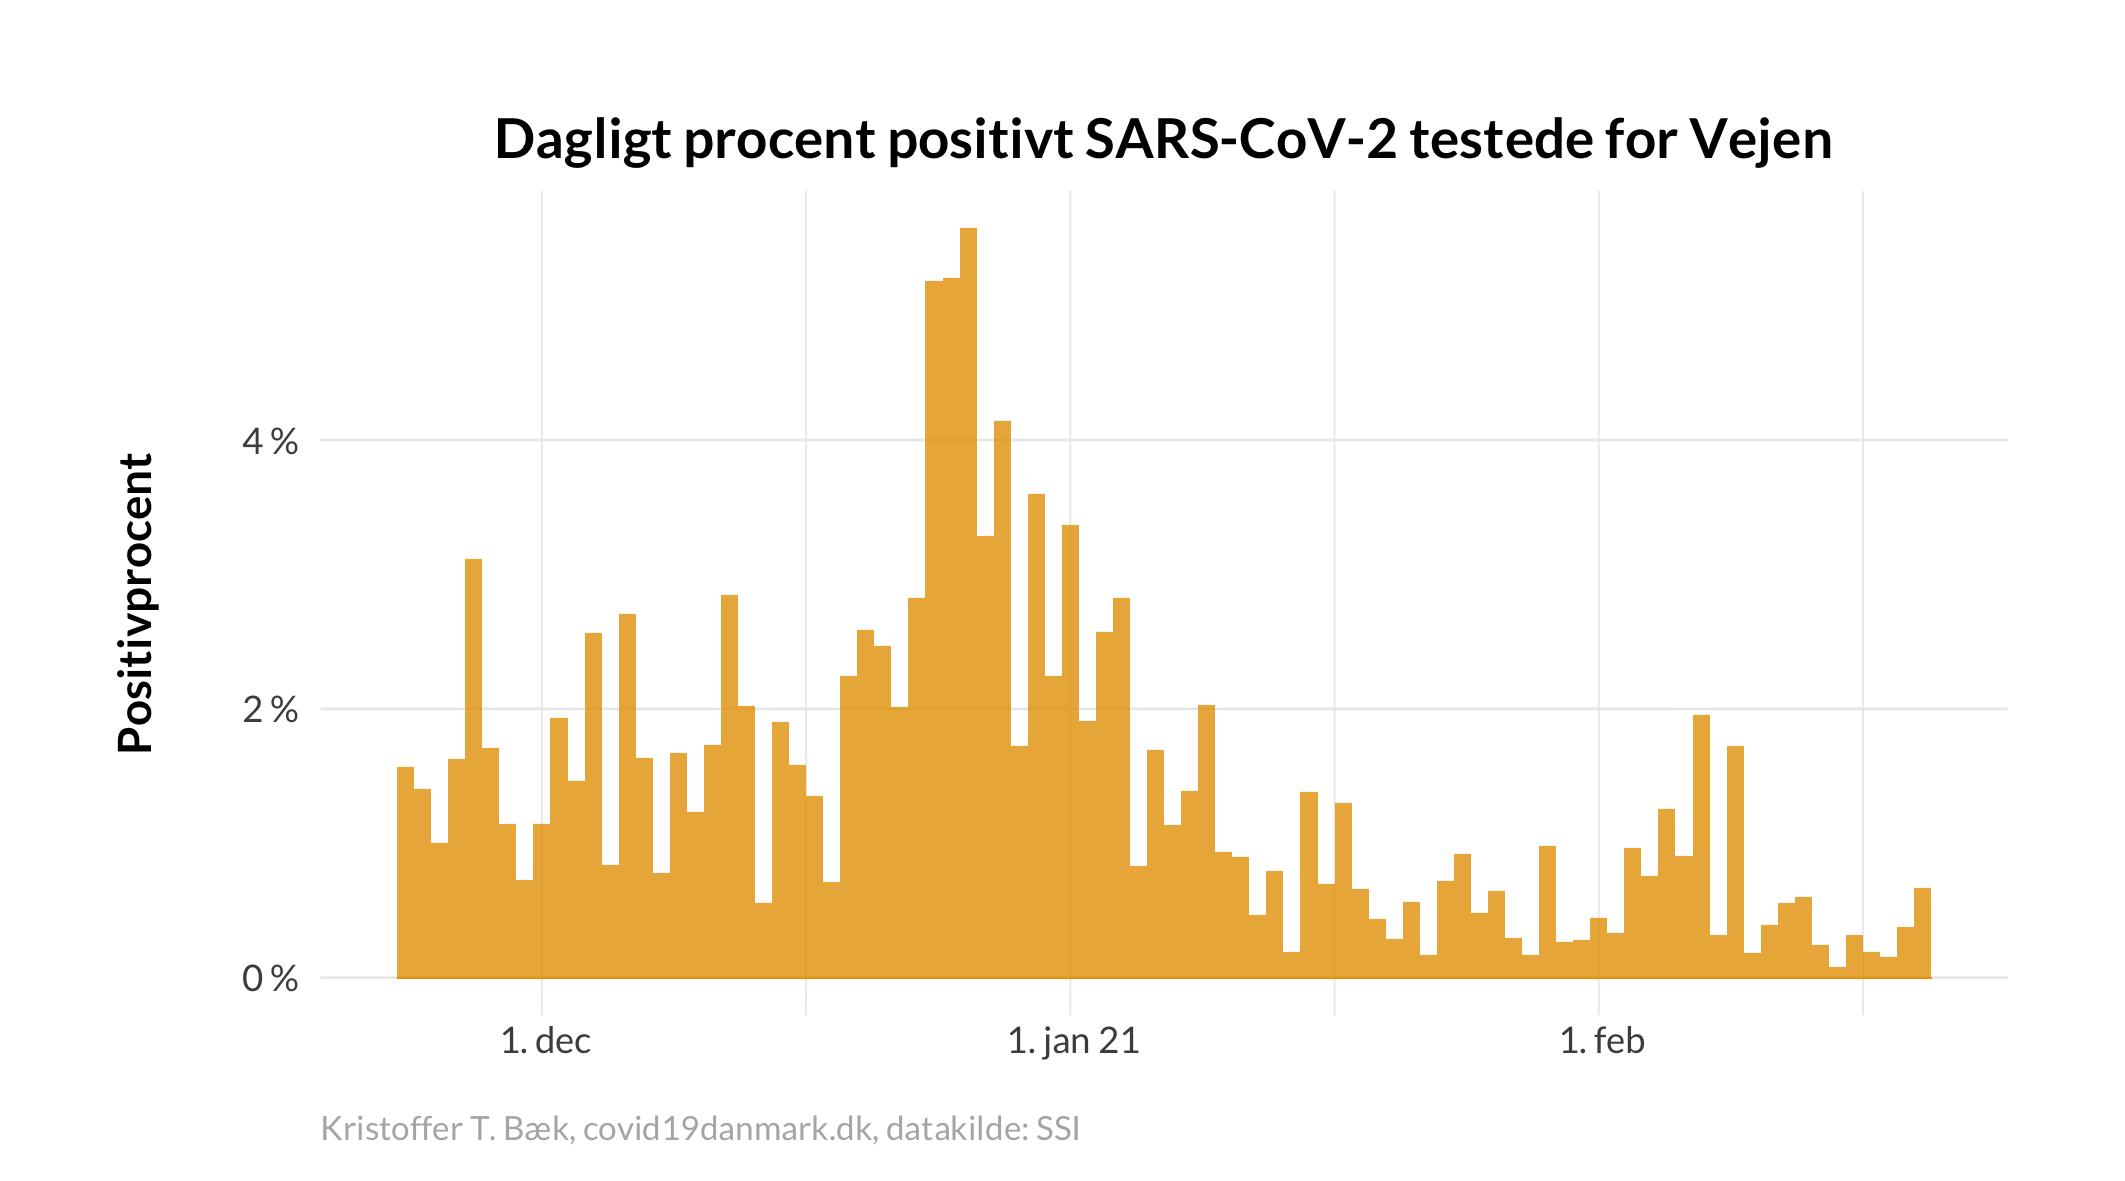 Dagligt procent positivt SARS-CoV-2 testede for Vejen
Positivprocent
4 %
2 %
0 %
1. dec
1. jan 21
1. feb
Kristoffer T. Bæk, covid19danmark.dk, datakilde: SSI